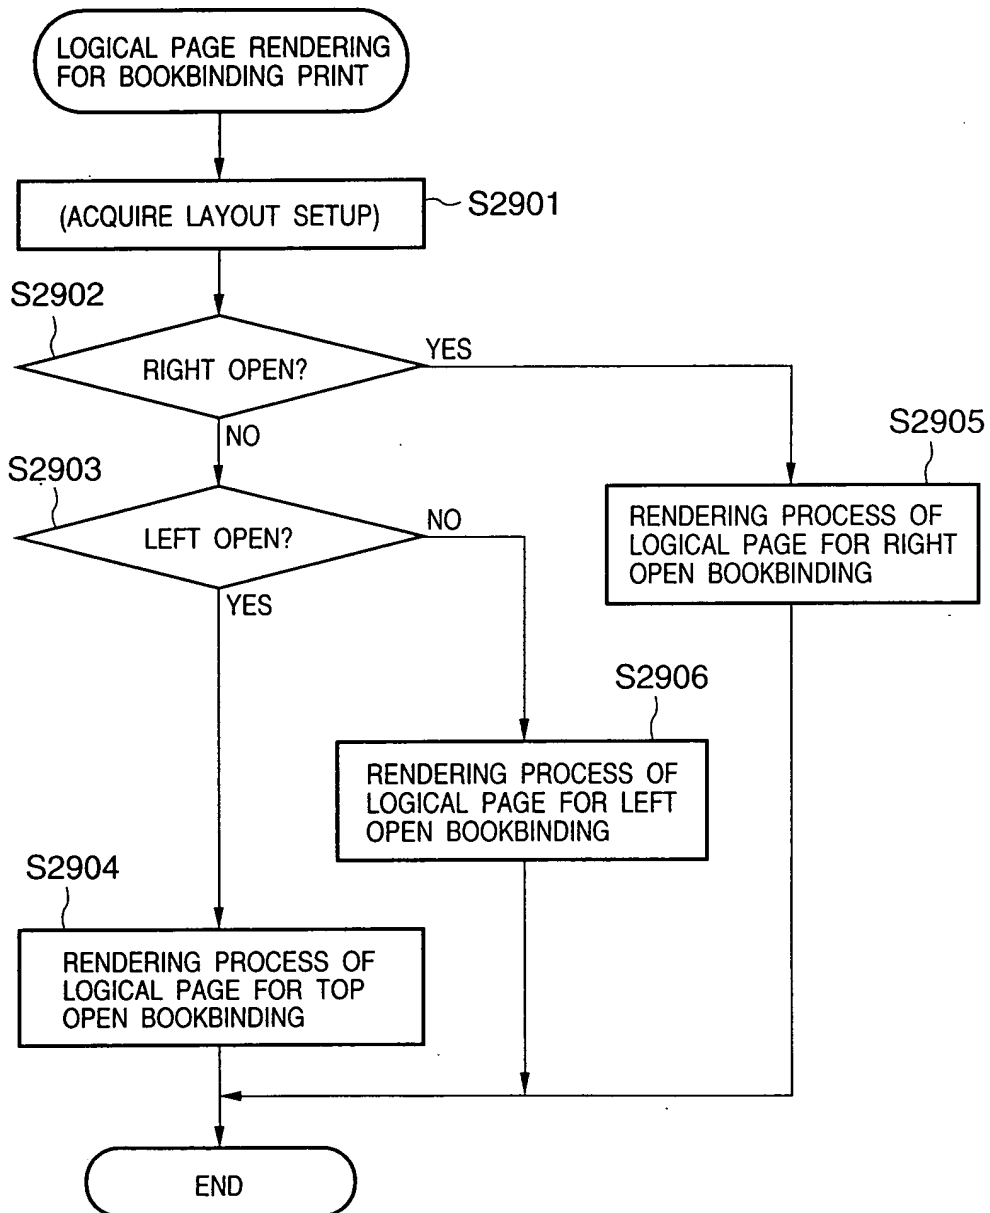 LOGICAL PAGE RENDERING
FOR BOOKBINDING PRINT
(ACQUIRE LAYOUT SETUP)
S2901
S2902
RIGHT OPEN?
YES
NO
S2903
LEFT OPEN?
NO
YES
S2905
RENDERING PROCESS OF
LOGICAL PAGE FOR RIGHT
OPEN BOOKBINDING
S2906
RENDERING PROCESS OF
LOGICAL PAGE FOR LEFT
OPEN BOOKBINDING
S2904
RENDERING PROCESS OF
LOGICAL PAGE FOR TOP
OPEN BOOKBINDING
END